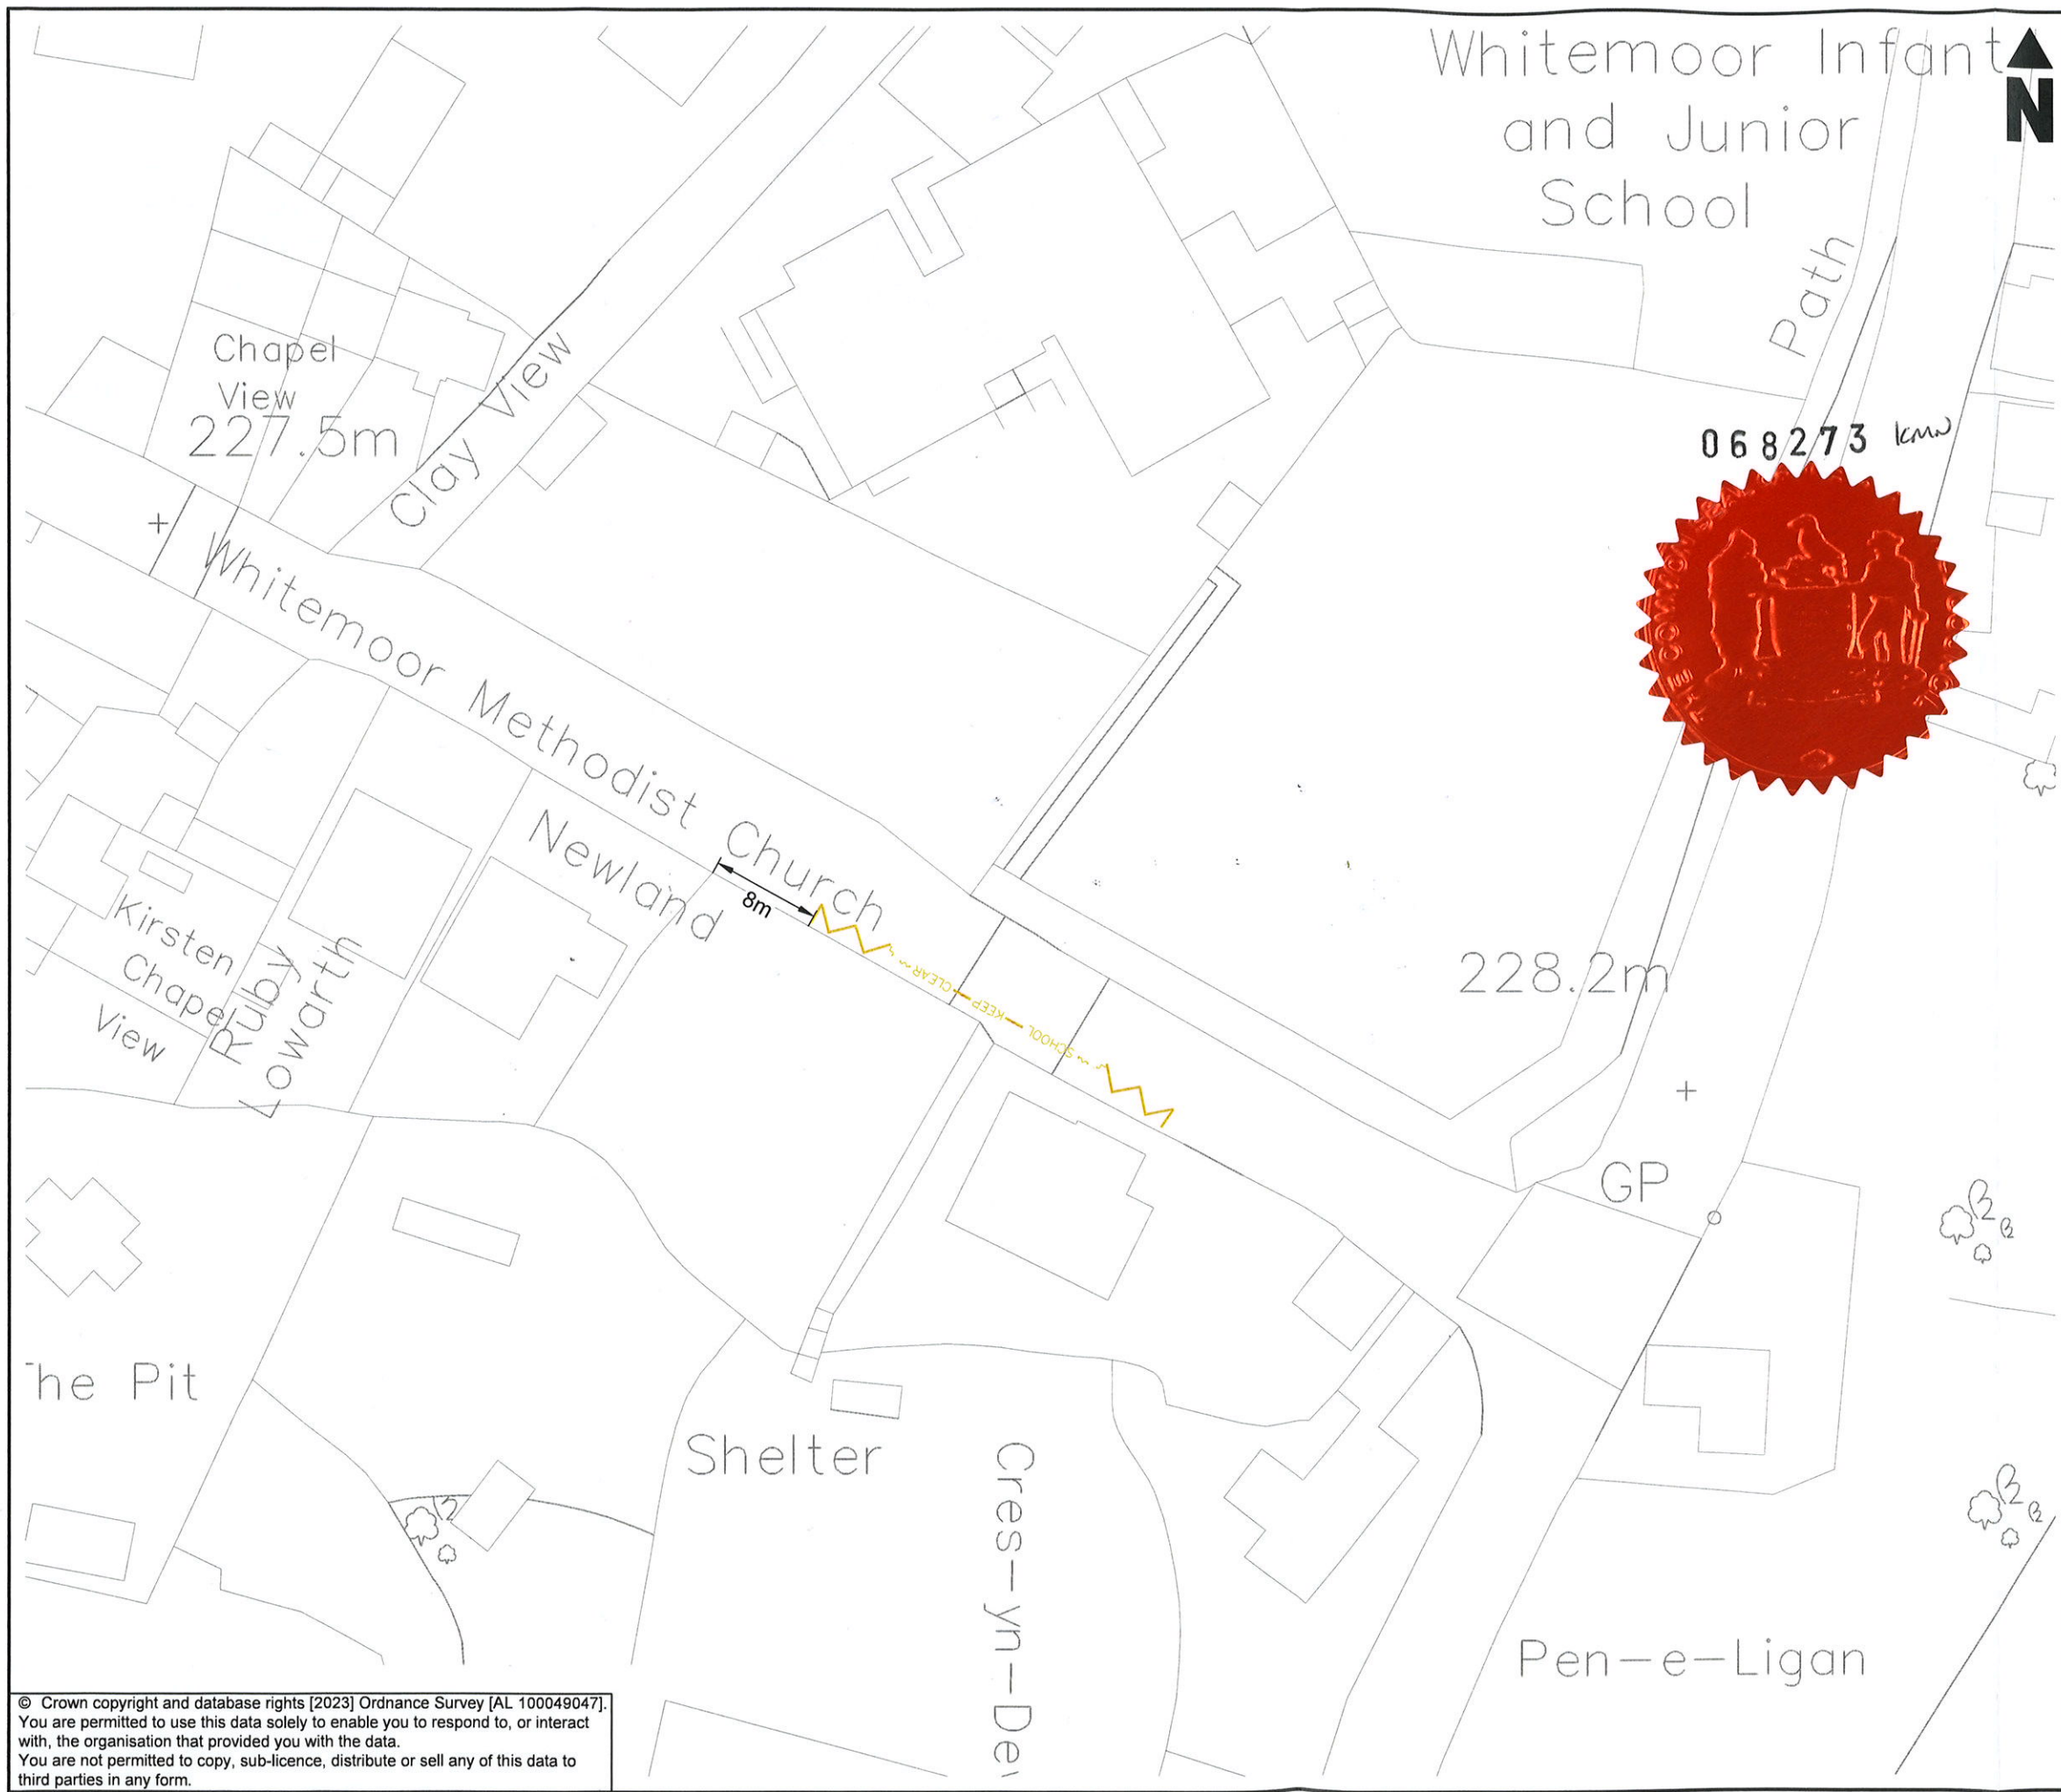 Whitemoor Infant
and Junior
School
N
Path
Chapel
View
227.5m
Clay View
068273 KMN
Whitemoor Methodist Church
Newland
8m
SCHOOL KEEP CLEAR
Kirsten
Chapel
View
Ruby
Lowarth
228.2m
GP
he Pit
Shelter
Cres-yn-De
Pen-e-Ligan
© Crown copyright and database rights [2023] Ordnance Survey [AL 100049047].
You are permitted to use this data solely to enable you to respond to, or interact
with, the organisation that provided you with the data.
You are not permitted to copy, sub-licence, distribute or sell any of this data to
third parties in any form.